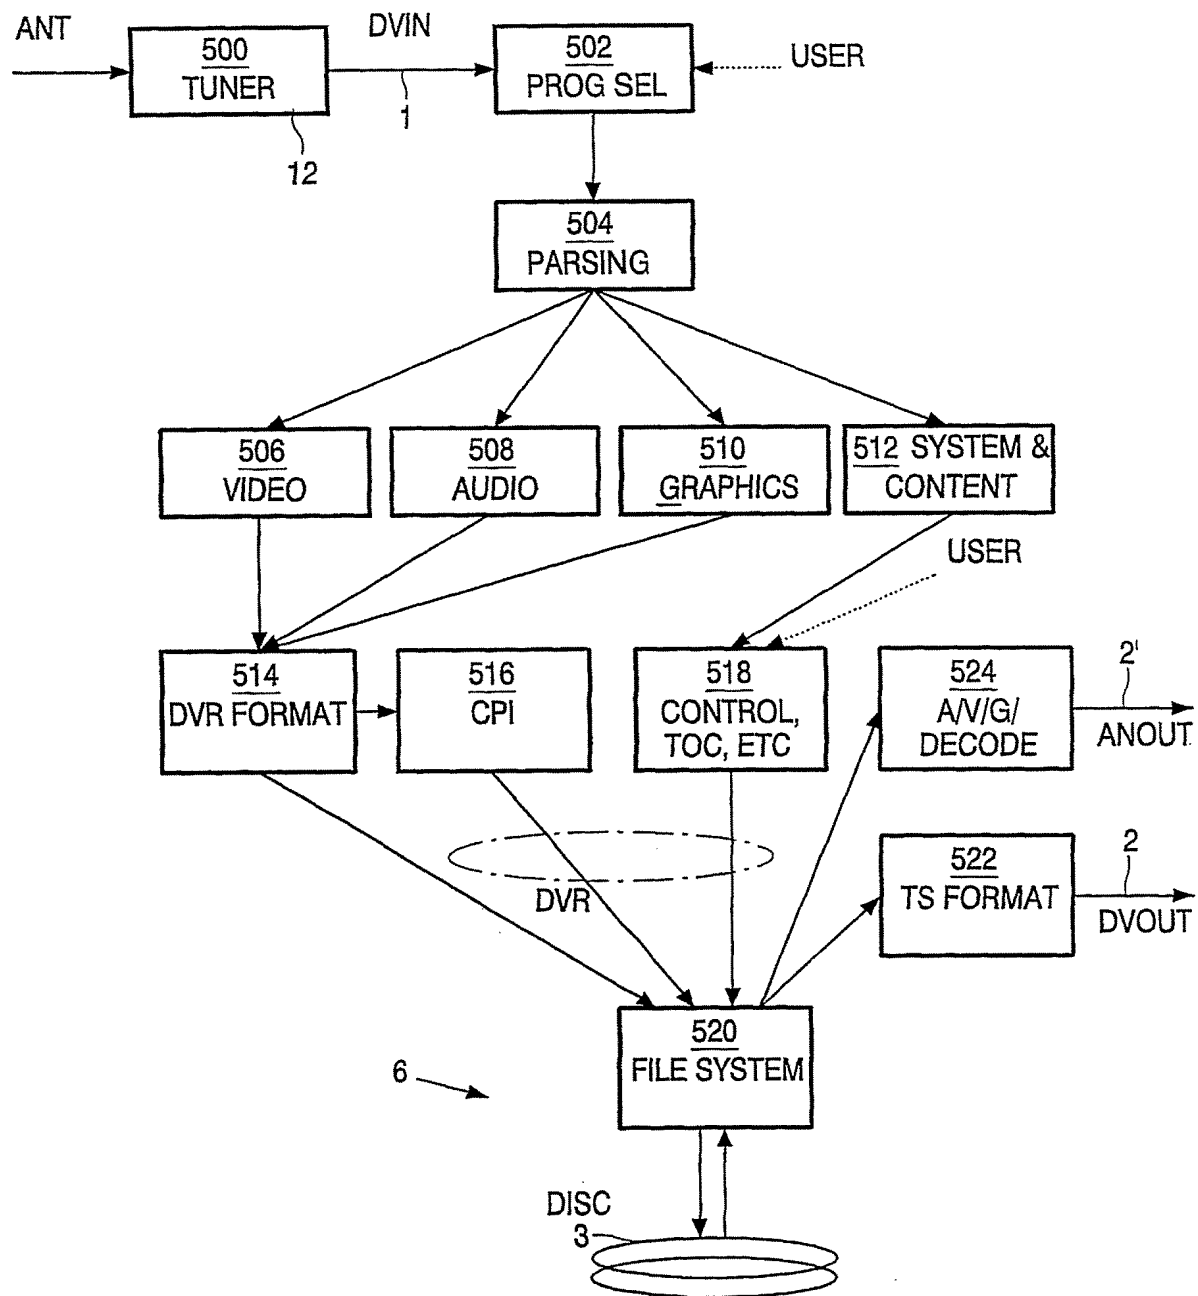 ANT
500
TUNER
12
DVIN
1
502
PROG SEL
USER
504
PARSING
506
VIDEO
508
AUDIO
510
GRAPHICS
512 SYSTEM &
CONTENT
USER
514
DVR FORMAT
516
CPI
518
CONTROL,
TOC, ETC
524
A/V/G/
DECODE
2'
ANOUT
DVR
522
TS FORMAT
2
DVOUT
520
FILE SYSTEM
6
DISC
3